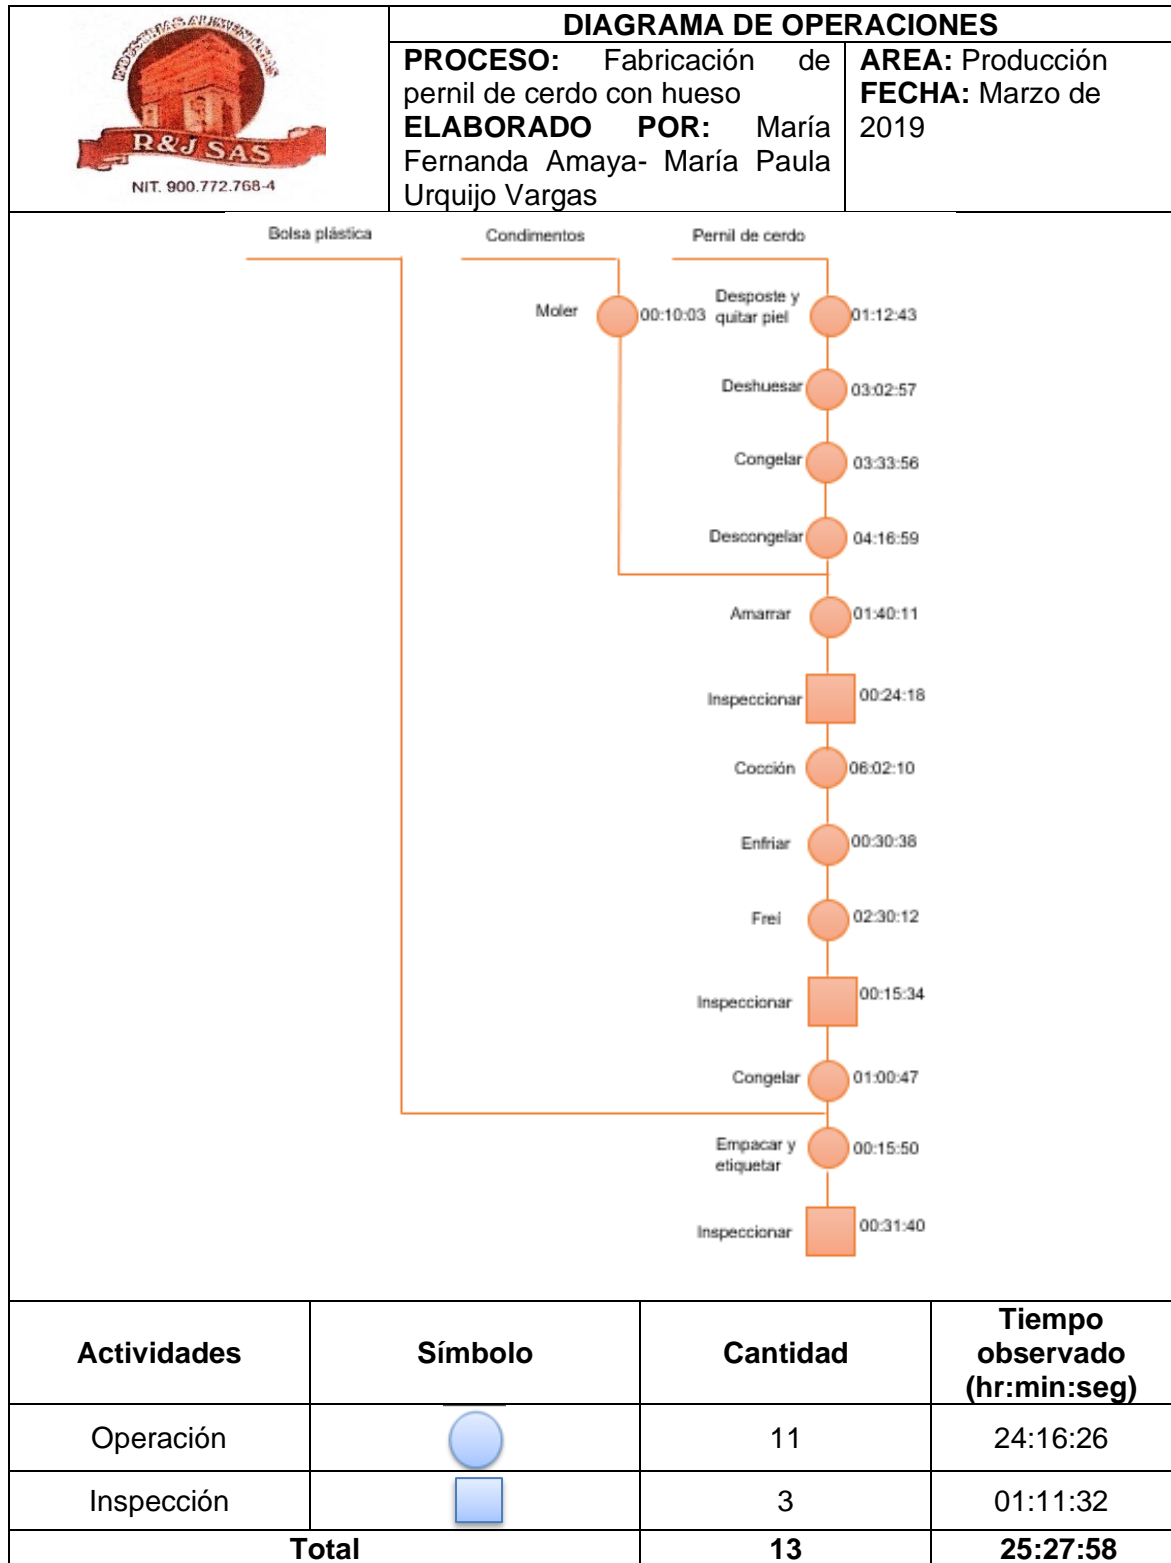 INDUSTRIAS ALIMENTICIAS
R&J SAS
NIT. 900.772.768-4
DIAGRAMA DE OPERACIONES
PROCESO: Fabricación de
pernil de cerdo con hueso
ELABORADO POR: María
Fernanda Amaya- María Paula
Urquijo Vargas
AREA: Producción
FECHA: Marzo de
2019
Bolsa plástica
Condimentos
Pernil de cerdo
Moler
00:10:03
Desposte y
quitar piel
01:12:43
Deshuesar
03:02:57
Congelar
03:33:56
Descongelar
04:16:59
Amarrar
01:40:11
Inspeccionar
00:24:18
Cocción
06:02:10
Enfriar
00:30:38
Freí
02:30:12
Inspeccionar
00:15:34
Congelar
01:00:47
Empacar y
etiquetar
00:15:50
Inspeccionar
00:31:40
Actividades
Símbolo
Cantidad
Tiempo
observado
(hr:min:seg)
Operación
11
24:16:26
Inspección
3
01:11:32
Total
13
25:27:58